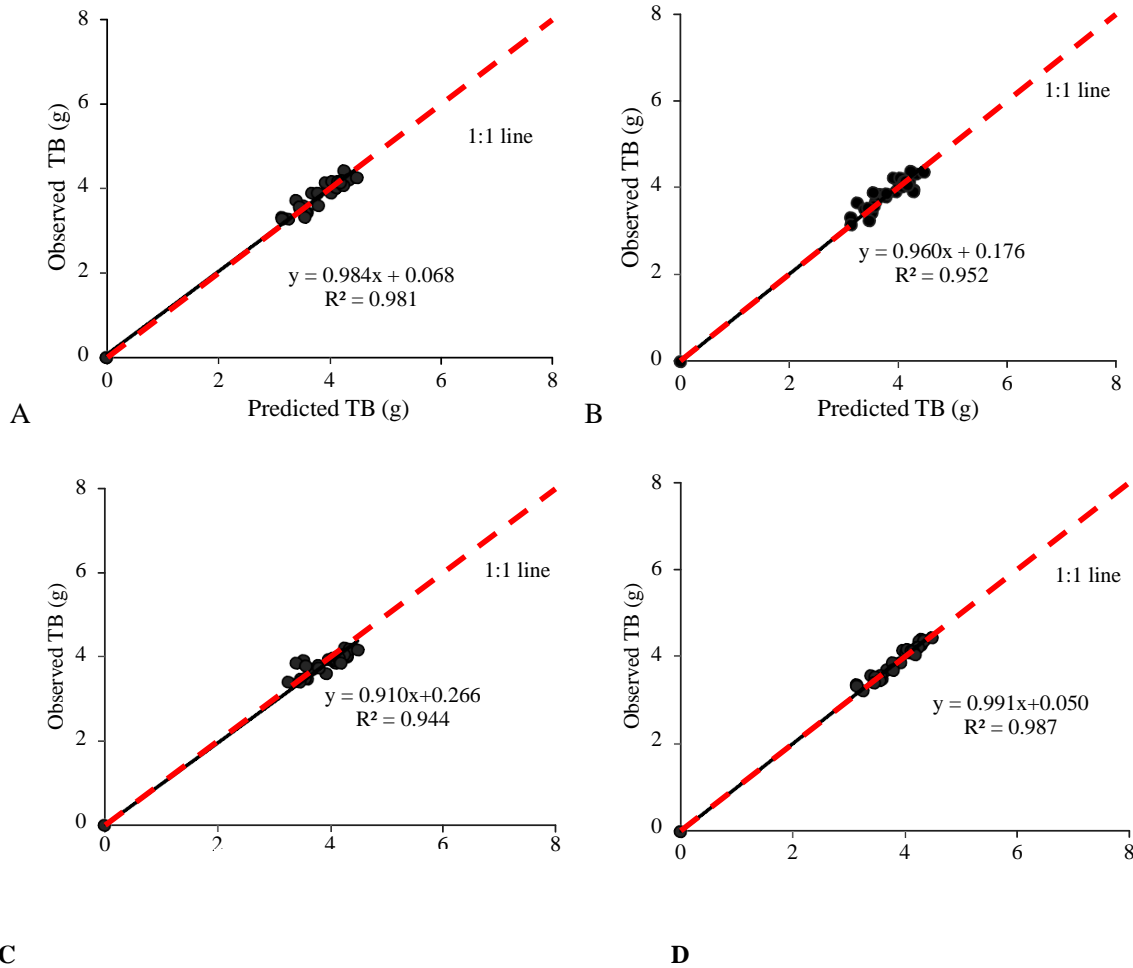 8
6
4
2
0
Observed TB (g)
1:1 line
y = 0.984x + 0.068
R² = 0.981
0 2 4 6 8
Predicted TB (g)
A
8
6
4
2
0
Observed TB (g)
1:1 line
y = 0.960x + 0.176
R² = 0.952
0 2 4 6 8
Predicted TB (g)
B
8
6
4
2
0
Observed TB (g)
1:1 line
y = 0.910x+0.266
R² = 0.944
0 2 4 6 8
C
8
6
4
2
0
Observed TB (g)
1:1 line
y = 0.991x+0.050
R² = 0.987
0 2 4 6 8
D